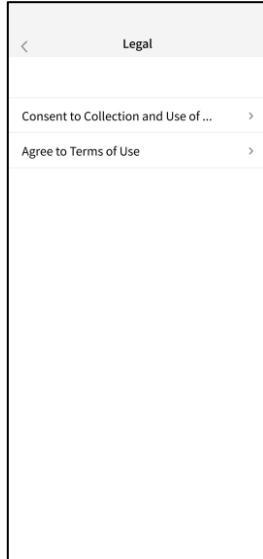 Legal
Consent to Collection and Use of ...
Agree to Terms of Use